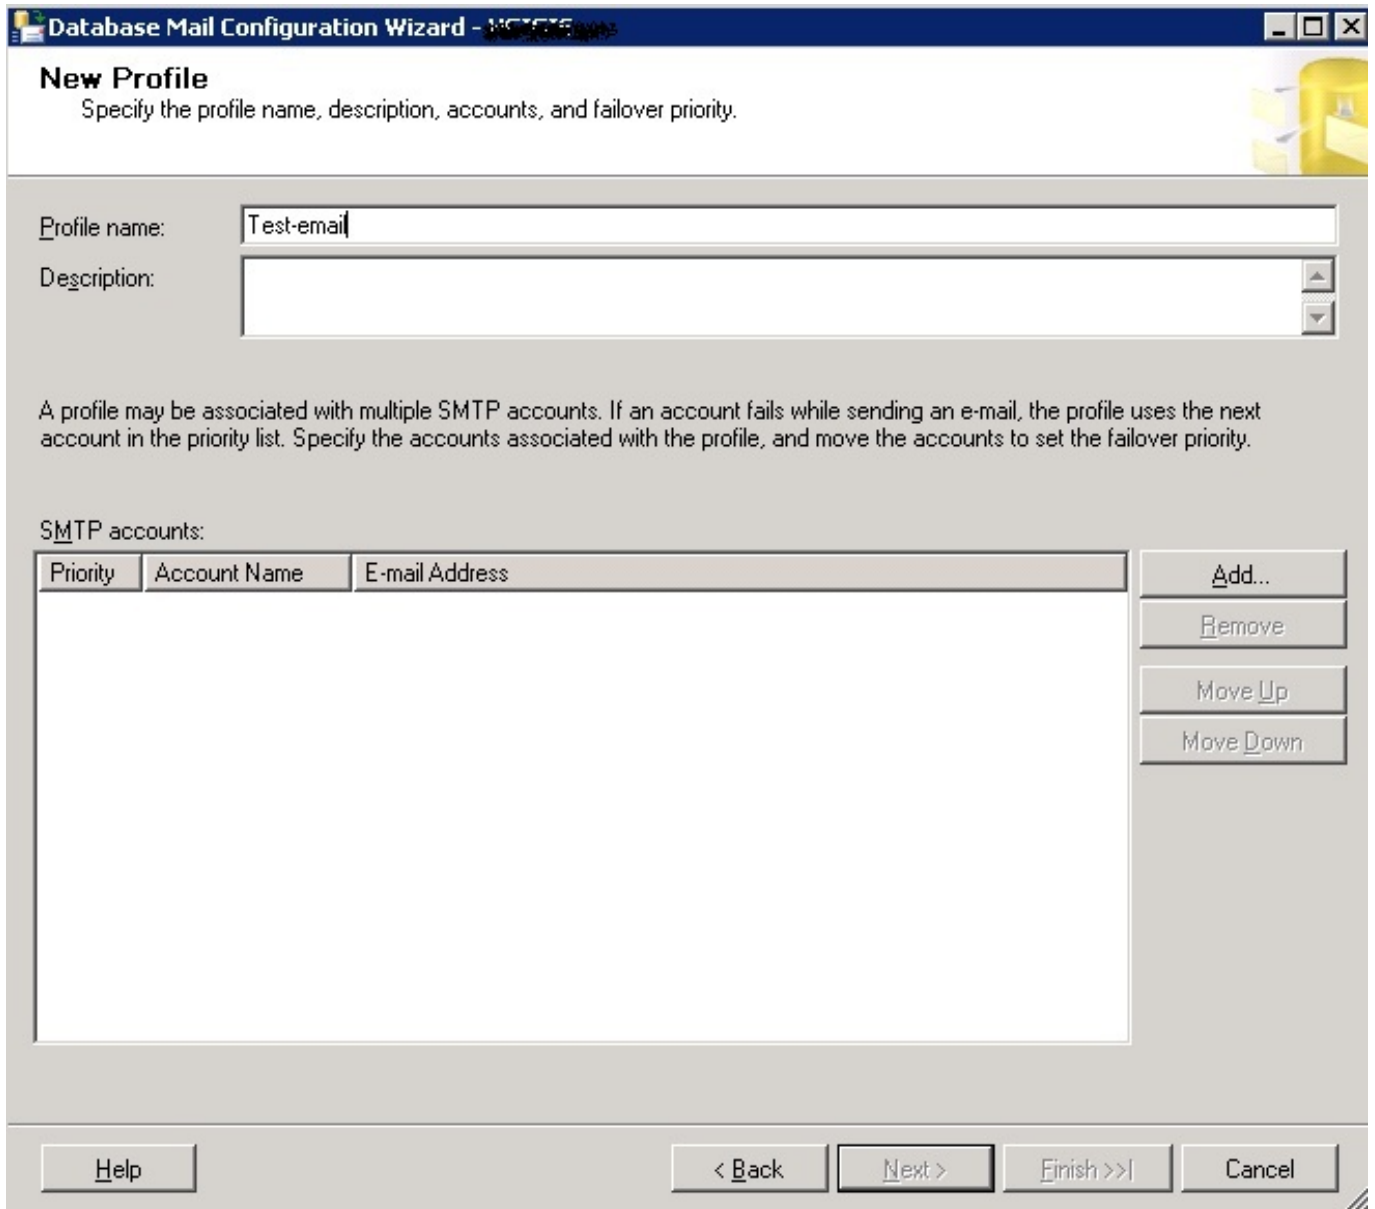 Database Mail Configuration Wizard -
New Profile
Specify the profile name, description, accounts, and failover priority.
Profile name:
Test-email
Description:
A profile may be associated with multiple SMTP accounts. If an account fails while sending an e-mail, the profile uses the next
account in the priority list. Specify the accounts associated with the profile, and move the accounts to set the failover priority.
SMTP accounts:
Priority Account Name E-mail Address
Add...
Remove
Move Up
Move Down
Help < Back Next > Finish >>| Cancel